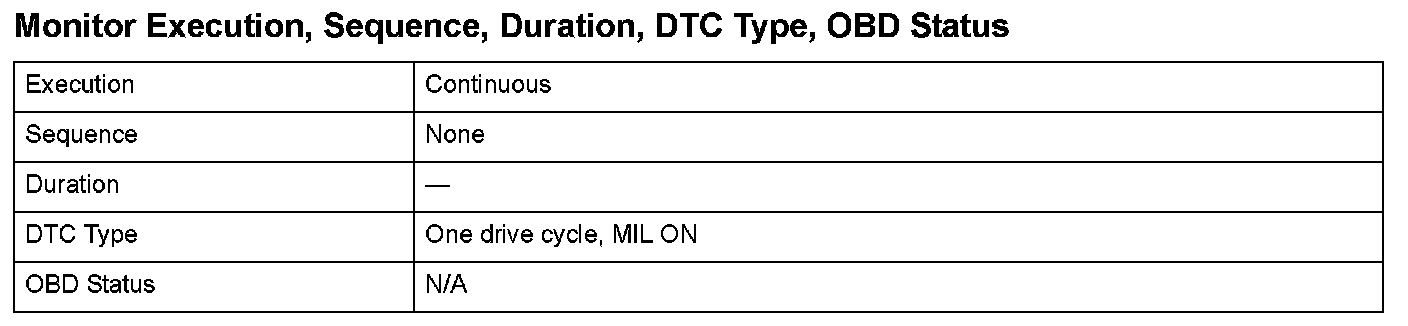 Monitor Execution, Sequence, Duration, DTC Type, OBD Status
Execution Continuous
Sequence None
Duration —
DTC Type One drive cycle, MIL ON
OBD Status N/A